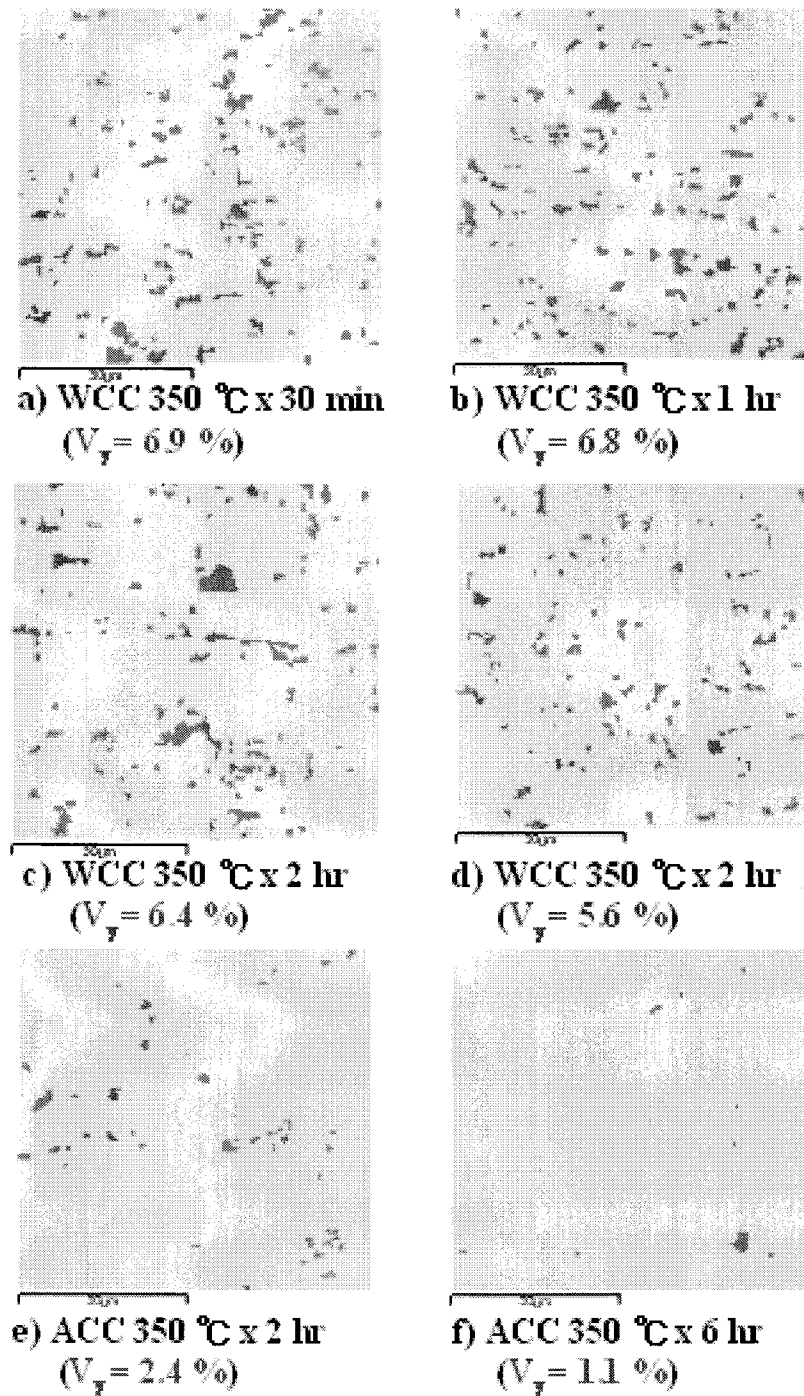 a) WCC 350 ℃ x 30 min
(Vγ = 6.9 %)
b) WCC 350 ℃ x 1 hr
(Vγ = 6.8 %)
c) WCC 350 ℃ x 2 hr
(Vγ = 6.4 %)
d) WCC 350 ℃ x 2 hr
(Vγ = 5.6 %)
e) ACC 350 ℃ x 2 hr
(Vγ = 2.4 %)
f) ACC 350 ℃ x 6 hr
(Vγ = 1.1 %)